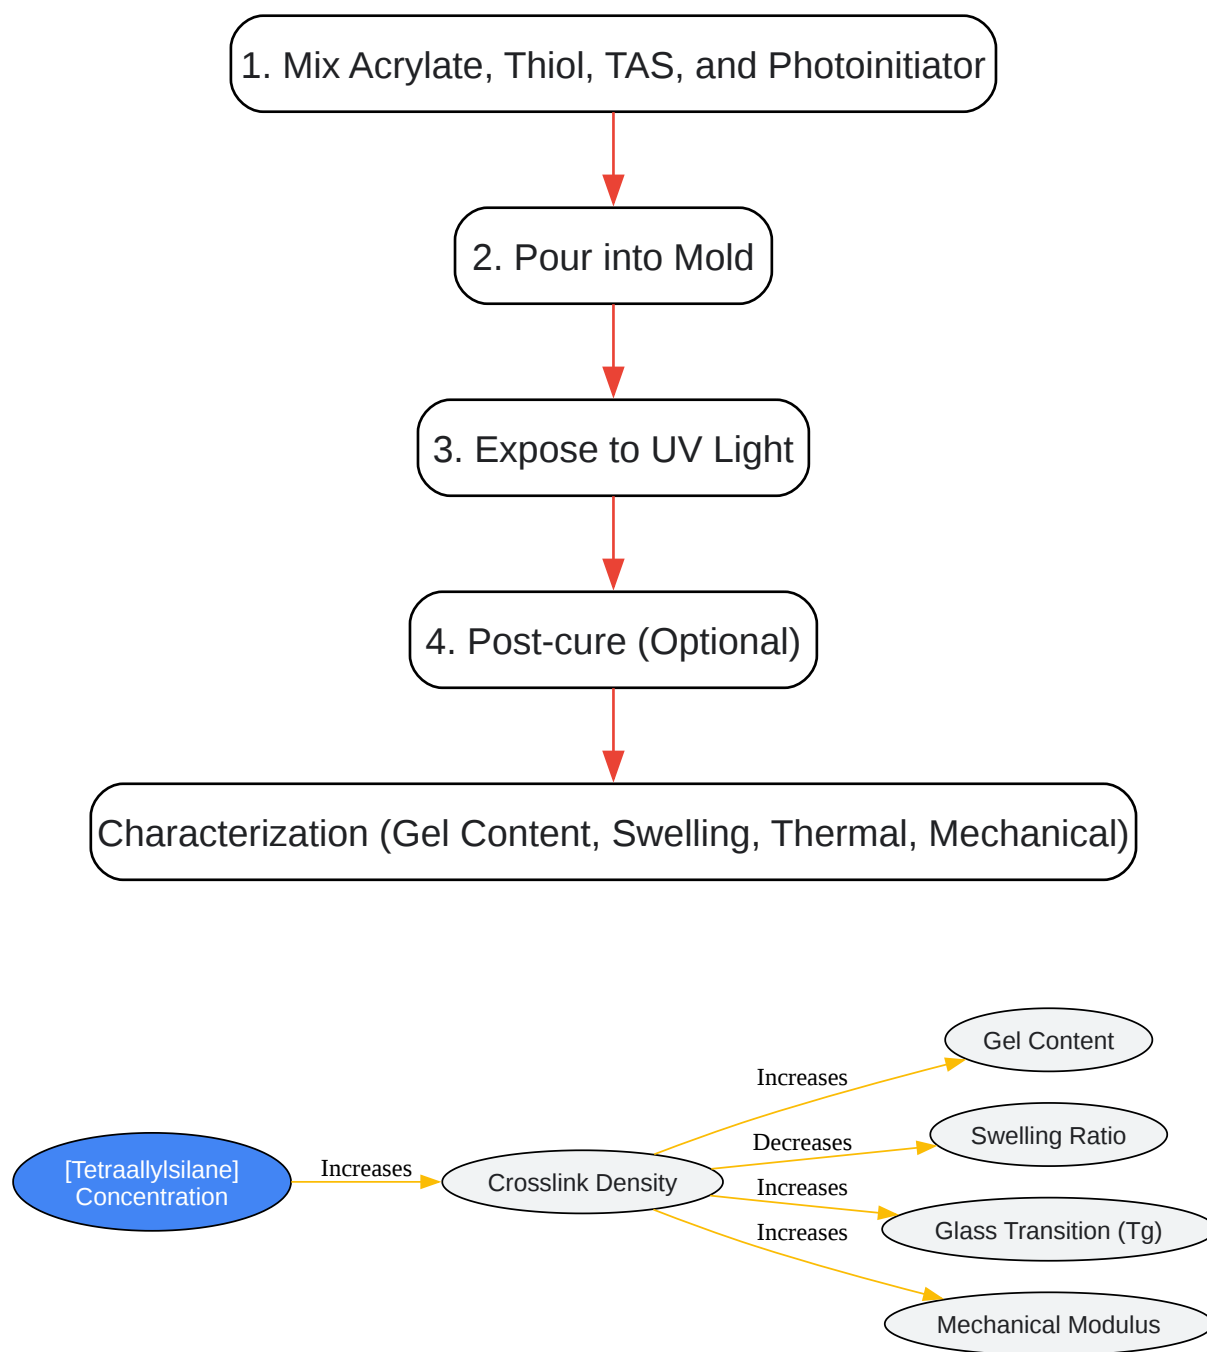 1. Mix Acrylate, Thiol, TAS, and Photoinitiator
2. Pour into Mold
3. Expose to UV Light
4. Post-cure (Optional)
Characterization (Gel Content, Swelling, Thermal, Mechanical)
[Tetraallylsilane]
Concentration
Increases
Crosslink Density
Increases
Gel Content
Decreases
Swelling Ratio
Increases
Glass Transition (Tg)
Increases
Mechanical Modulus